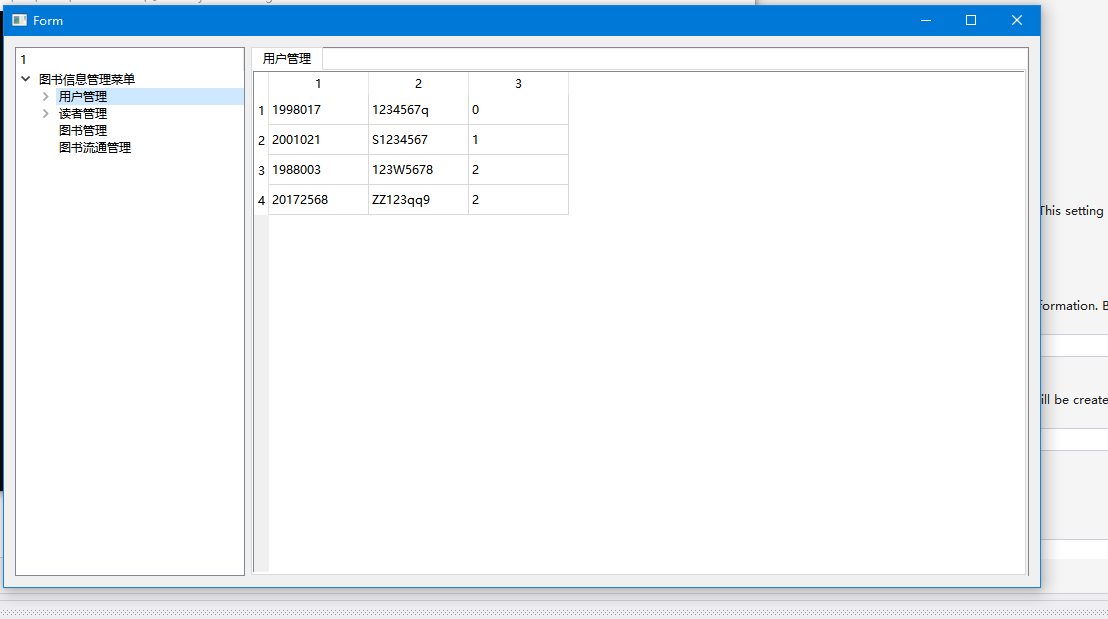 Form
1
图书信息管理菜单
用户管理
读者管理
图书管理
图书流通管理
用户管理
1 2 3
1 1998017 1234567q 0
2 2001021 S1234567 1
3 1988003 123W5678 2
4 20172568 ZZ123qq9 2
This setting
formation. B
ill be create